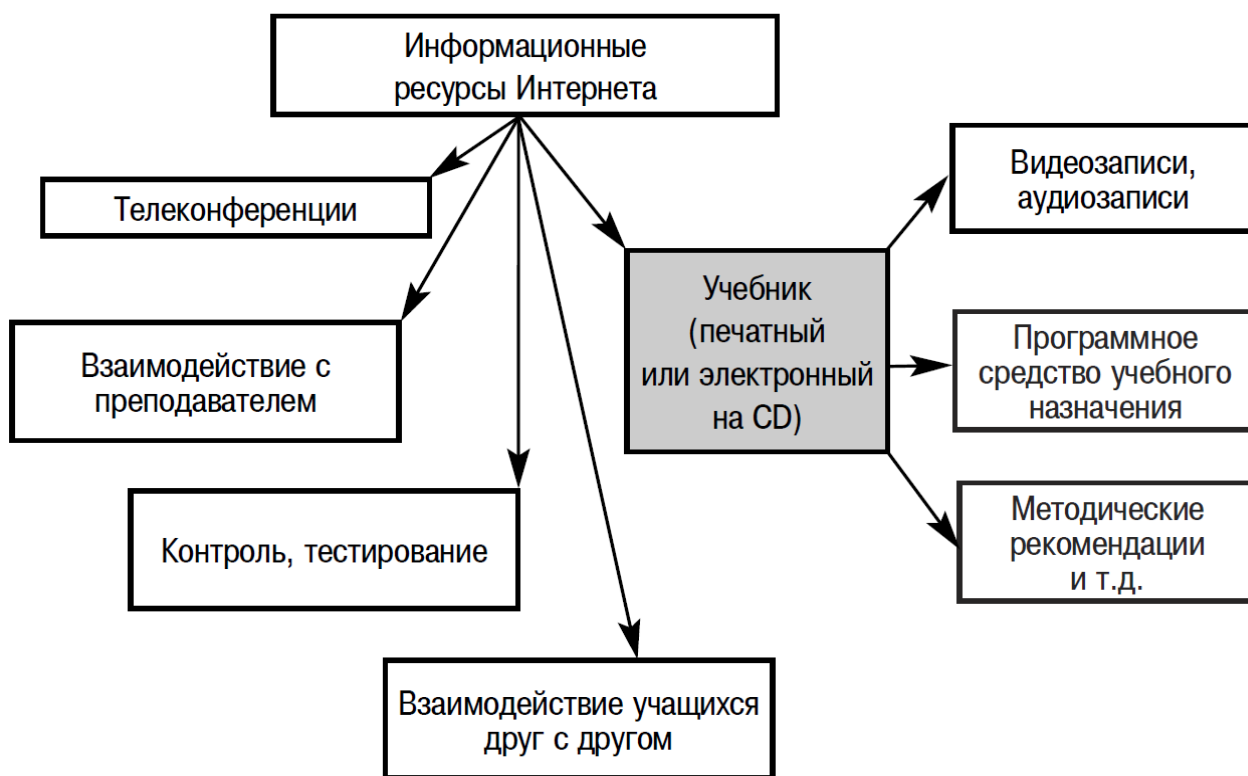 Информационные
ресурсы Интернета
Телеконференции
Взаимодействие с
преподавателем
Контроль, тестирование
Взаимодействие учащихся
друг с другом
Учебник
(печатный
или электронный
на CD)
Видеозаписи,
аудиозаписи
Программное
средство учебного
назначения
Методические
рекомендации
и т.д.